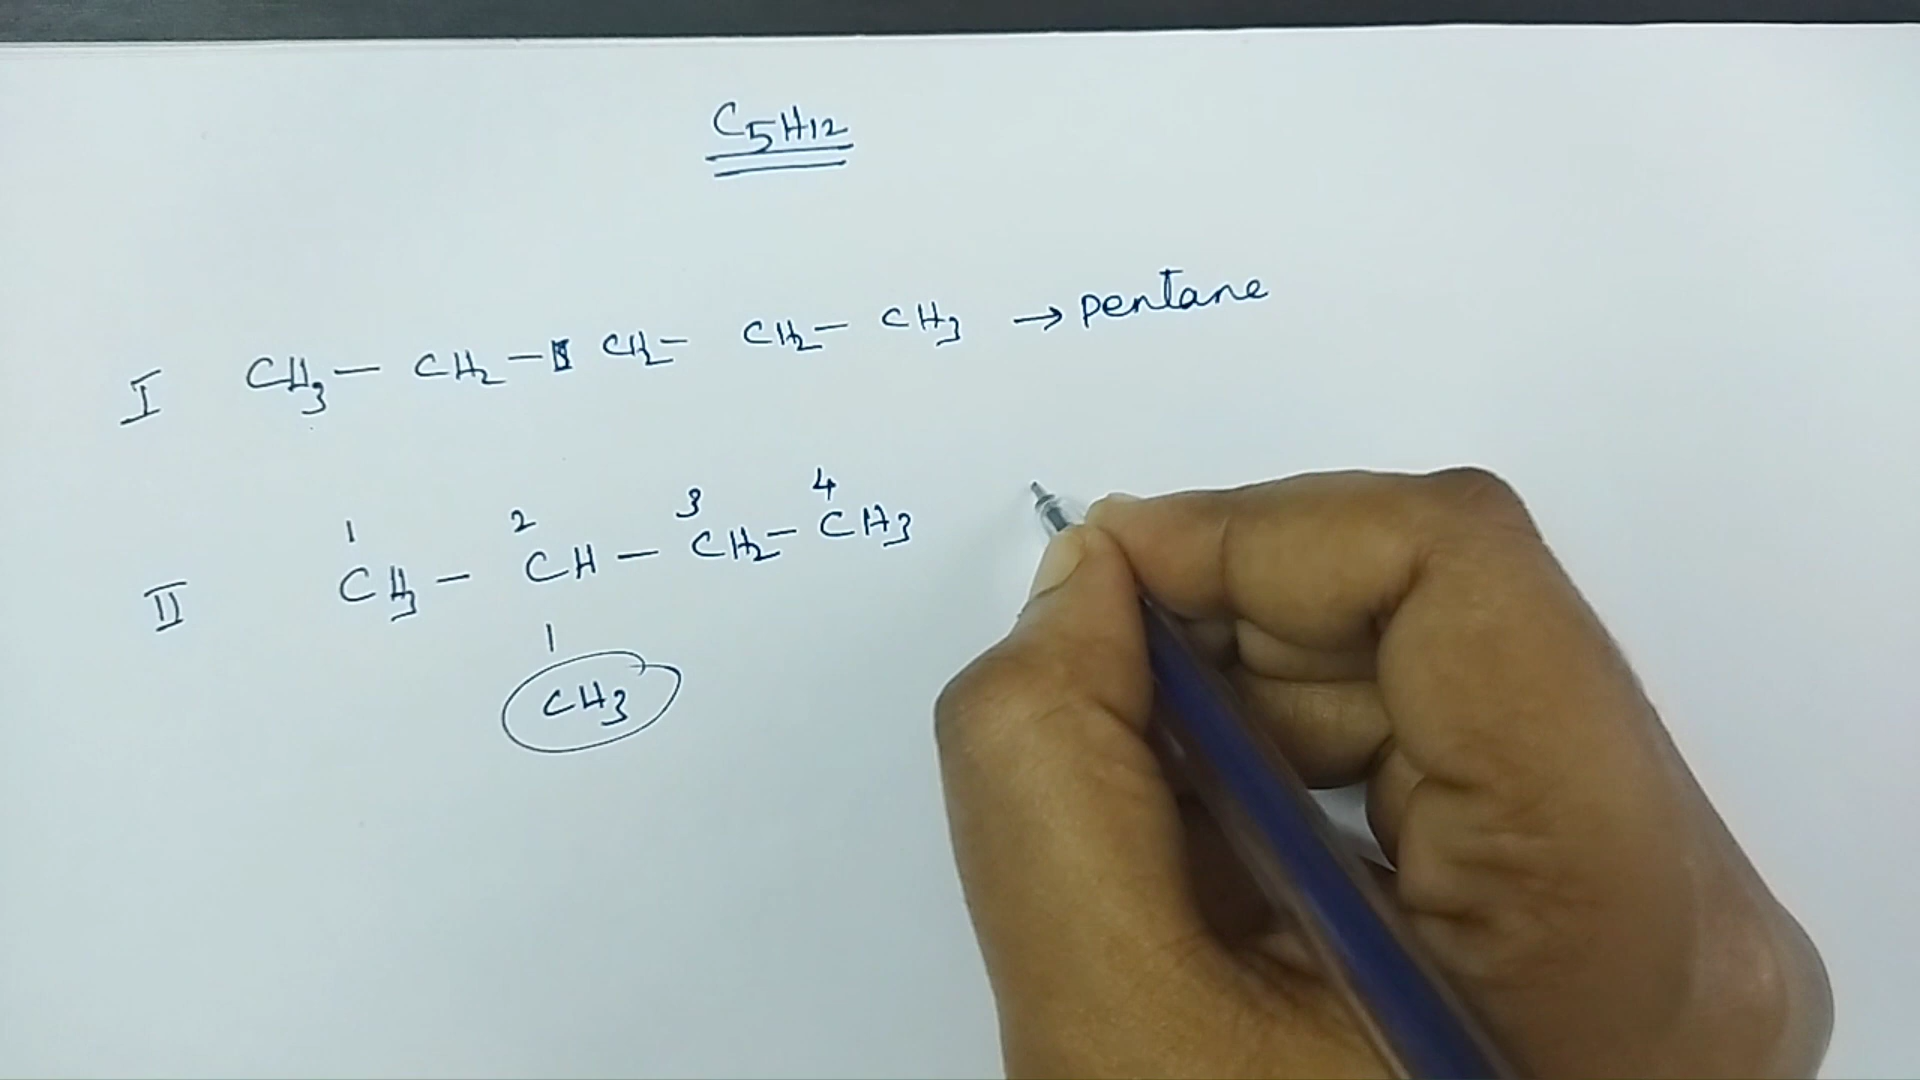 C5H12
I CH3 — CH2 — CH2 — CH2 — CH3 → pentane
1 2 3 4
II CH3 — CH — CH2 — CH3
|
CH3